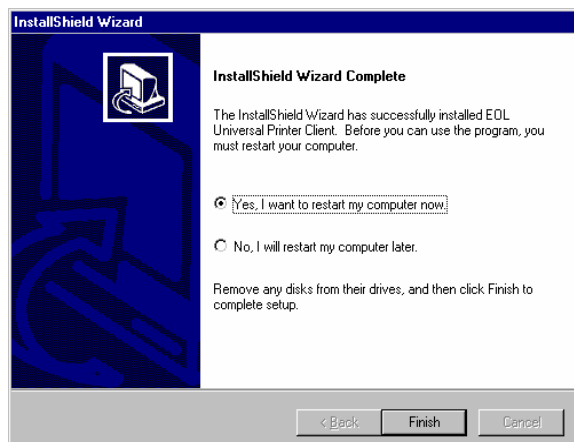 InstallShield Wizard
InstallShield Wizard Complete
The InstallShield Wizard has successfully installed EOL
Universal Printer Client. Before you can use the program, you
must restart your computer.
Yes, I want to restart my computer now.
No, I will restart my computer later.
Remove any disks from their drives, and then click Finish to
complete setup.
< Back
Finish
Cancel